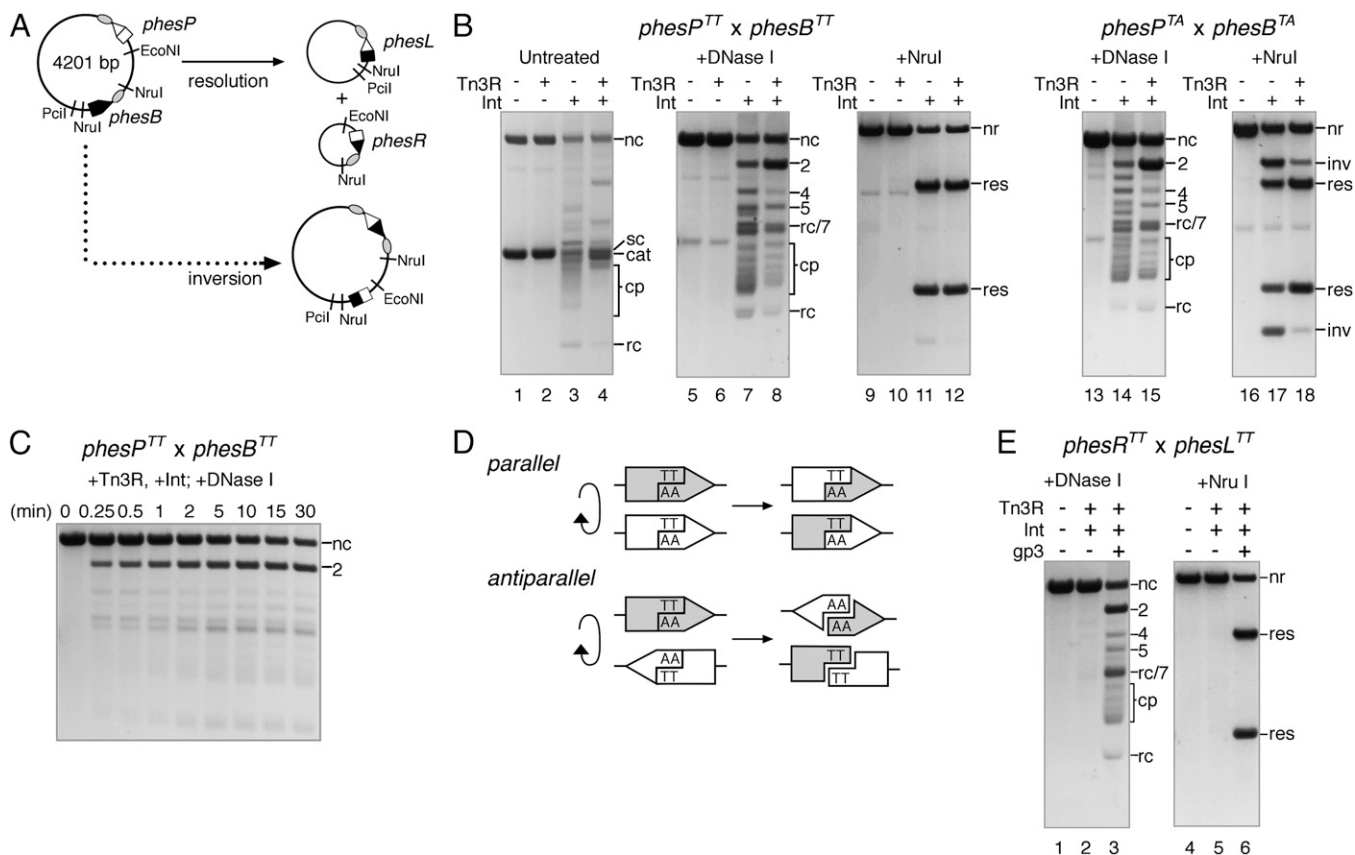 A
phesP
EcoNI
4201 bp
resolution
NruI
PciI
NruI
phesB
phesL
NruI
PciI
+
EcoNI
phesR
NruI
inversion
NruI
EcoNI
PciI
NruI
B
phesP^TT x phesB^TT
phesP^TA x phesB^TA
Untreated
+DNase I
+NruI
+DNase I
+NruI
Tn3R - + - +
Int - - + +
- + - +
- - + +
- + - +
- - + +
Tn3R - - +
Int - + +
- - +
- + +
nc
sc
cat
cp
rc
nc
2
4
5
rc/7
cp
rc
nr
res
res
nc
2
4
5
rc/7
cp
rc
nr
inv
res
res
inv
1 2 3 4
5 6 7 8
9 10 11 12
13 14 15
16 17 18
C
phesP^TT x phesB^TT
+Tn3R, +Int; +DNase I
(min) 0 0.25 0.5 1 2 5 10 15 30
nc
2
D
parallel
TT
AA
TT
AA
TT
AA
TT
AA
antiparallel
TT
AA
AA
TT
AA
AA
TT
TT
E
phesR^TT x phesL^TT
+DNase I
+Nru I
Tn3R - + + - + +
Int - + + - + +
gp3 - - + - - +
nc
2
4
5
rc/7
cp
rc
nr
res
res
1 2 3
4 5 6